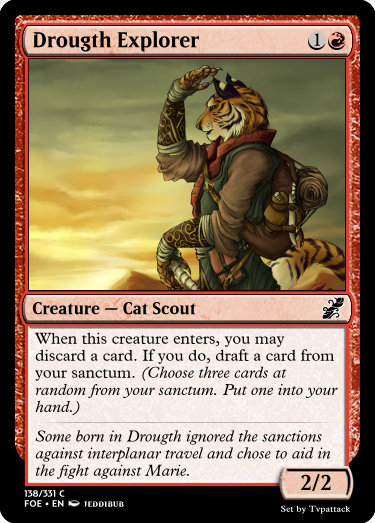 Drougth Explorer 1
Creature — Cat Scout
When this creature enters, you may
discard a card. If you do, draft a card from
your sanctum. (Choose three cards at
random from your sanctum. Put one into your
hand.)
Some born in Drougth ignored the sanctions
against interplanar travel and chose to aid in
the fight against Marie.
2/2
138/331 C
FOE • EN JEDDIBUB
Set by Tvpattack